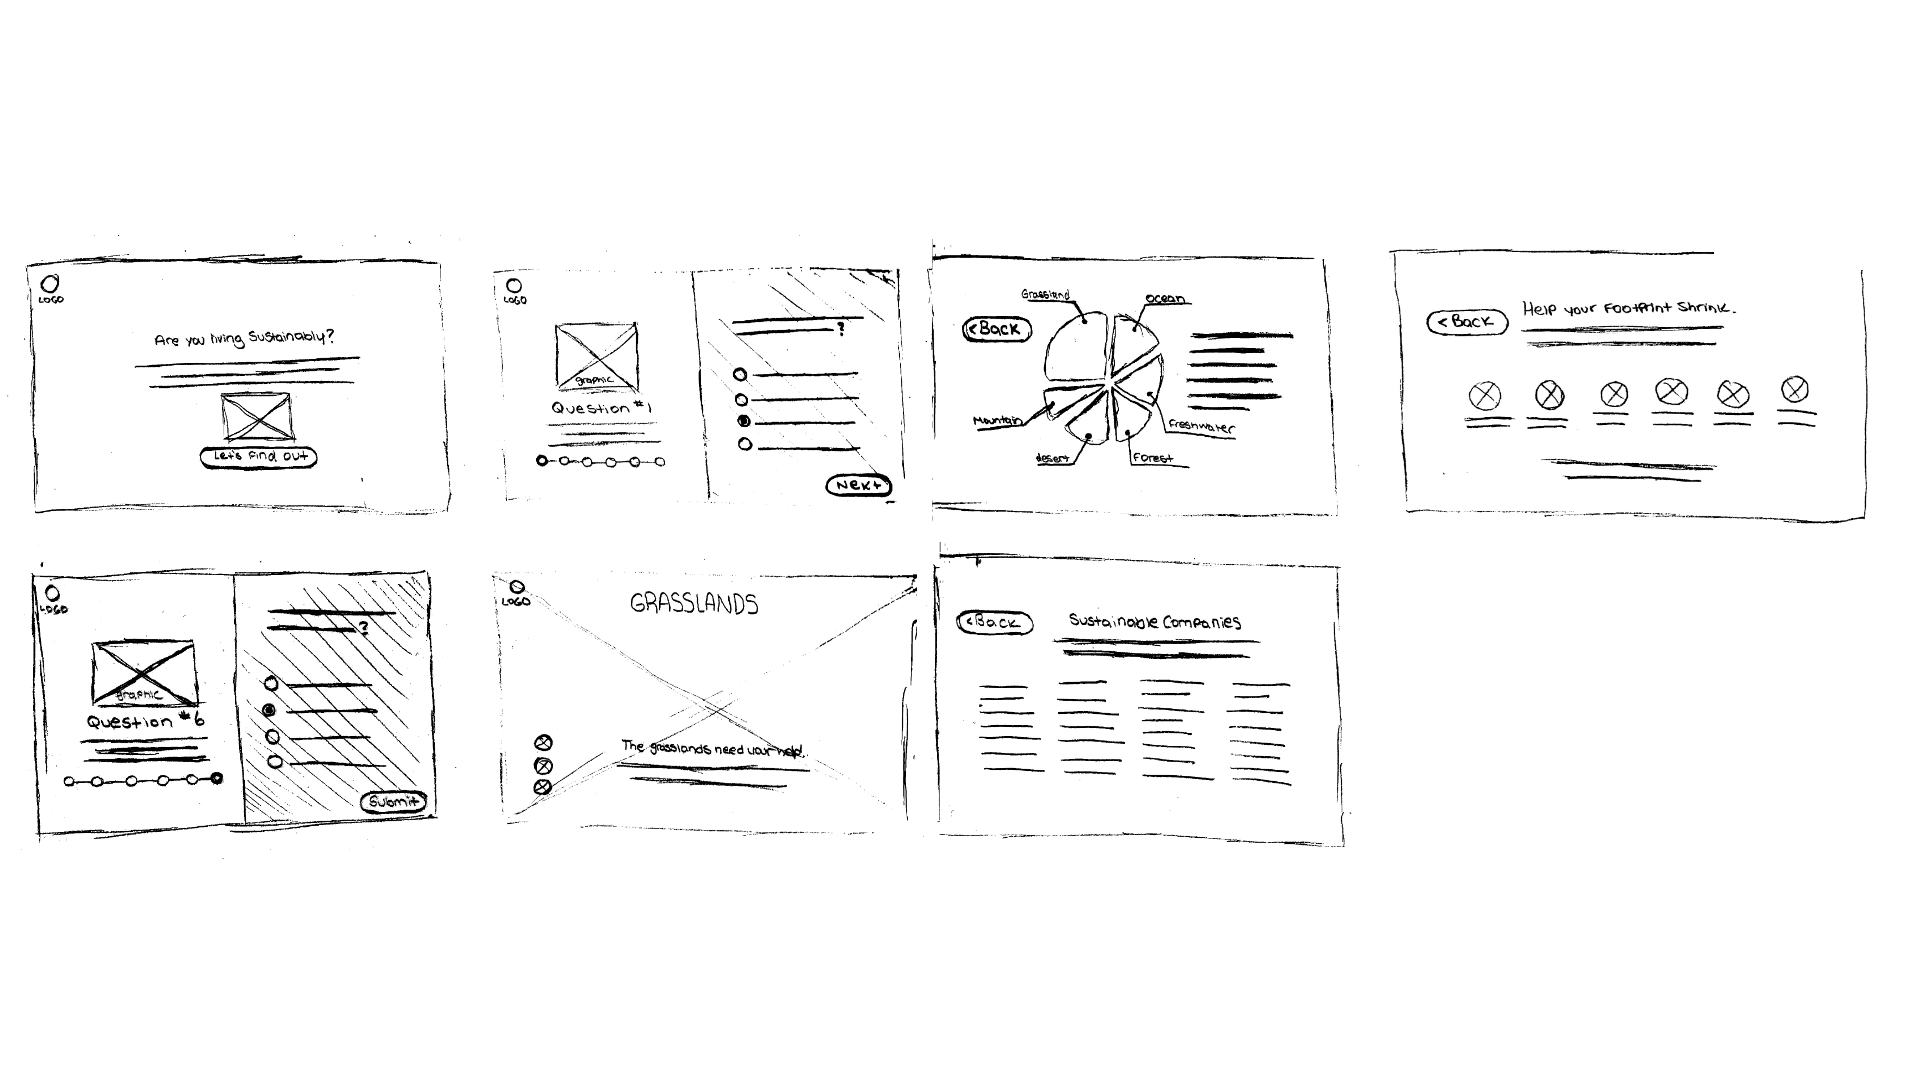 LOGO
Are you living Sustainably?
Let's Find out
LOGO
graphic
Question #1
?
Next
Grassland
Ocean
<Back
Mountain
Freshwater
desert
Forest
<Back
Help your Footprint Shrink.
LOGO
graphic
Question #6
?
Submit
LOGO
GRASSLANDS
The grasslands need your help.
<Back
Sustainable Companies